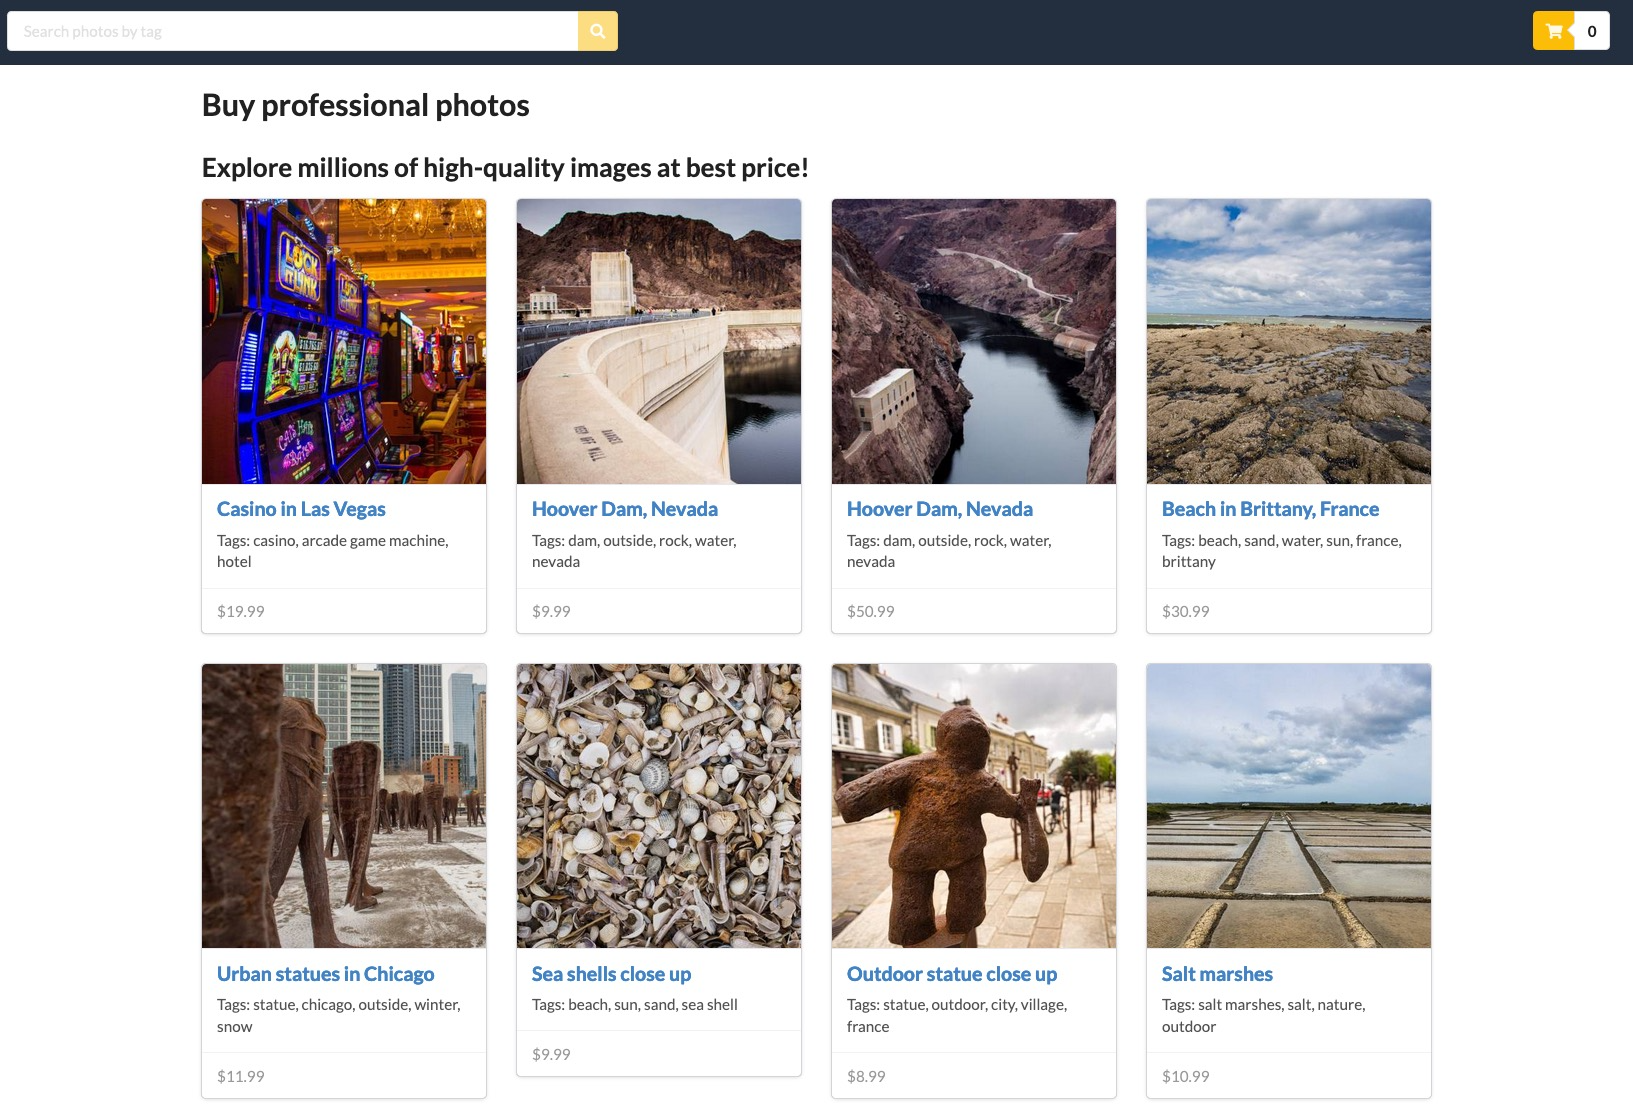 Search photos by tag
0
Buy professional photos
Explore millions of high-quality images at best price!
LOCK
DANGER
KEEP OFF WALL
Casino in Las Vegas
Tags: casino, arcade game machine,
hotel
$19.99
Hoover Dam, Nevada
Tags: dam, outside, rock, water,
nevada
$9.99
Hoover Dam, Nevada
Tags: dam, outside, rock, water,
nevada
$50.99
Beach in Brittany, France
Tags: beach, sand, water, sun, france,
brittany
$30.99
Urban statues in Chicago
Tags: statue, chicago, outside, winter,
snow
$11.99
Sea shells close up
Tags: beach, sun, sand, sea shell
$9.99
Outdoor statue close up
Tags: statue, outdoor, city, village,
france
$8.99
Salt marshes
Tags: salt marshes, salt, nature,
outdoor
$10.99